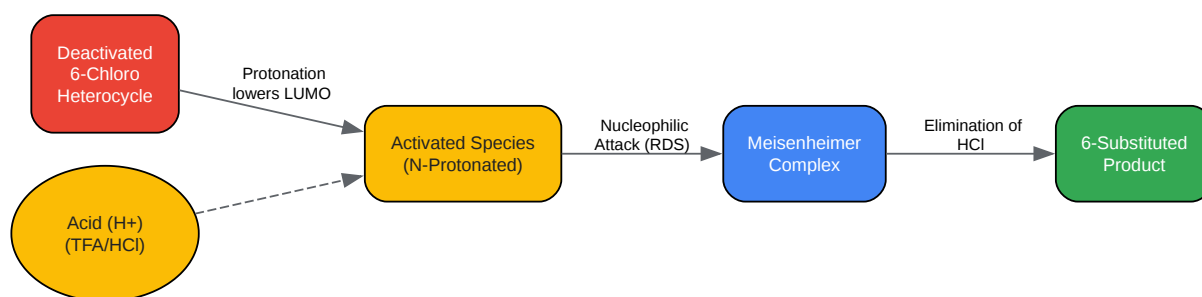 Deactivated
6-Chloro
Heterocycle
Protonation
lowers LUMO
Acid (H+)
(TFA/HCl)
Activated Species
(N-Protonated)
Nucleophilic
Attack (RDS)
Meisenheimer
Complex
Elimination of
HCl
6-Substituted
Product